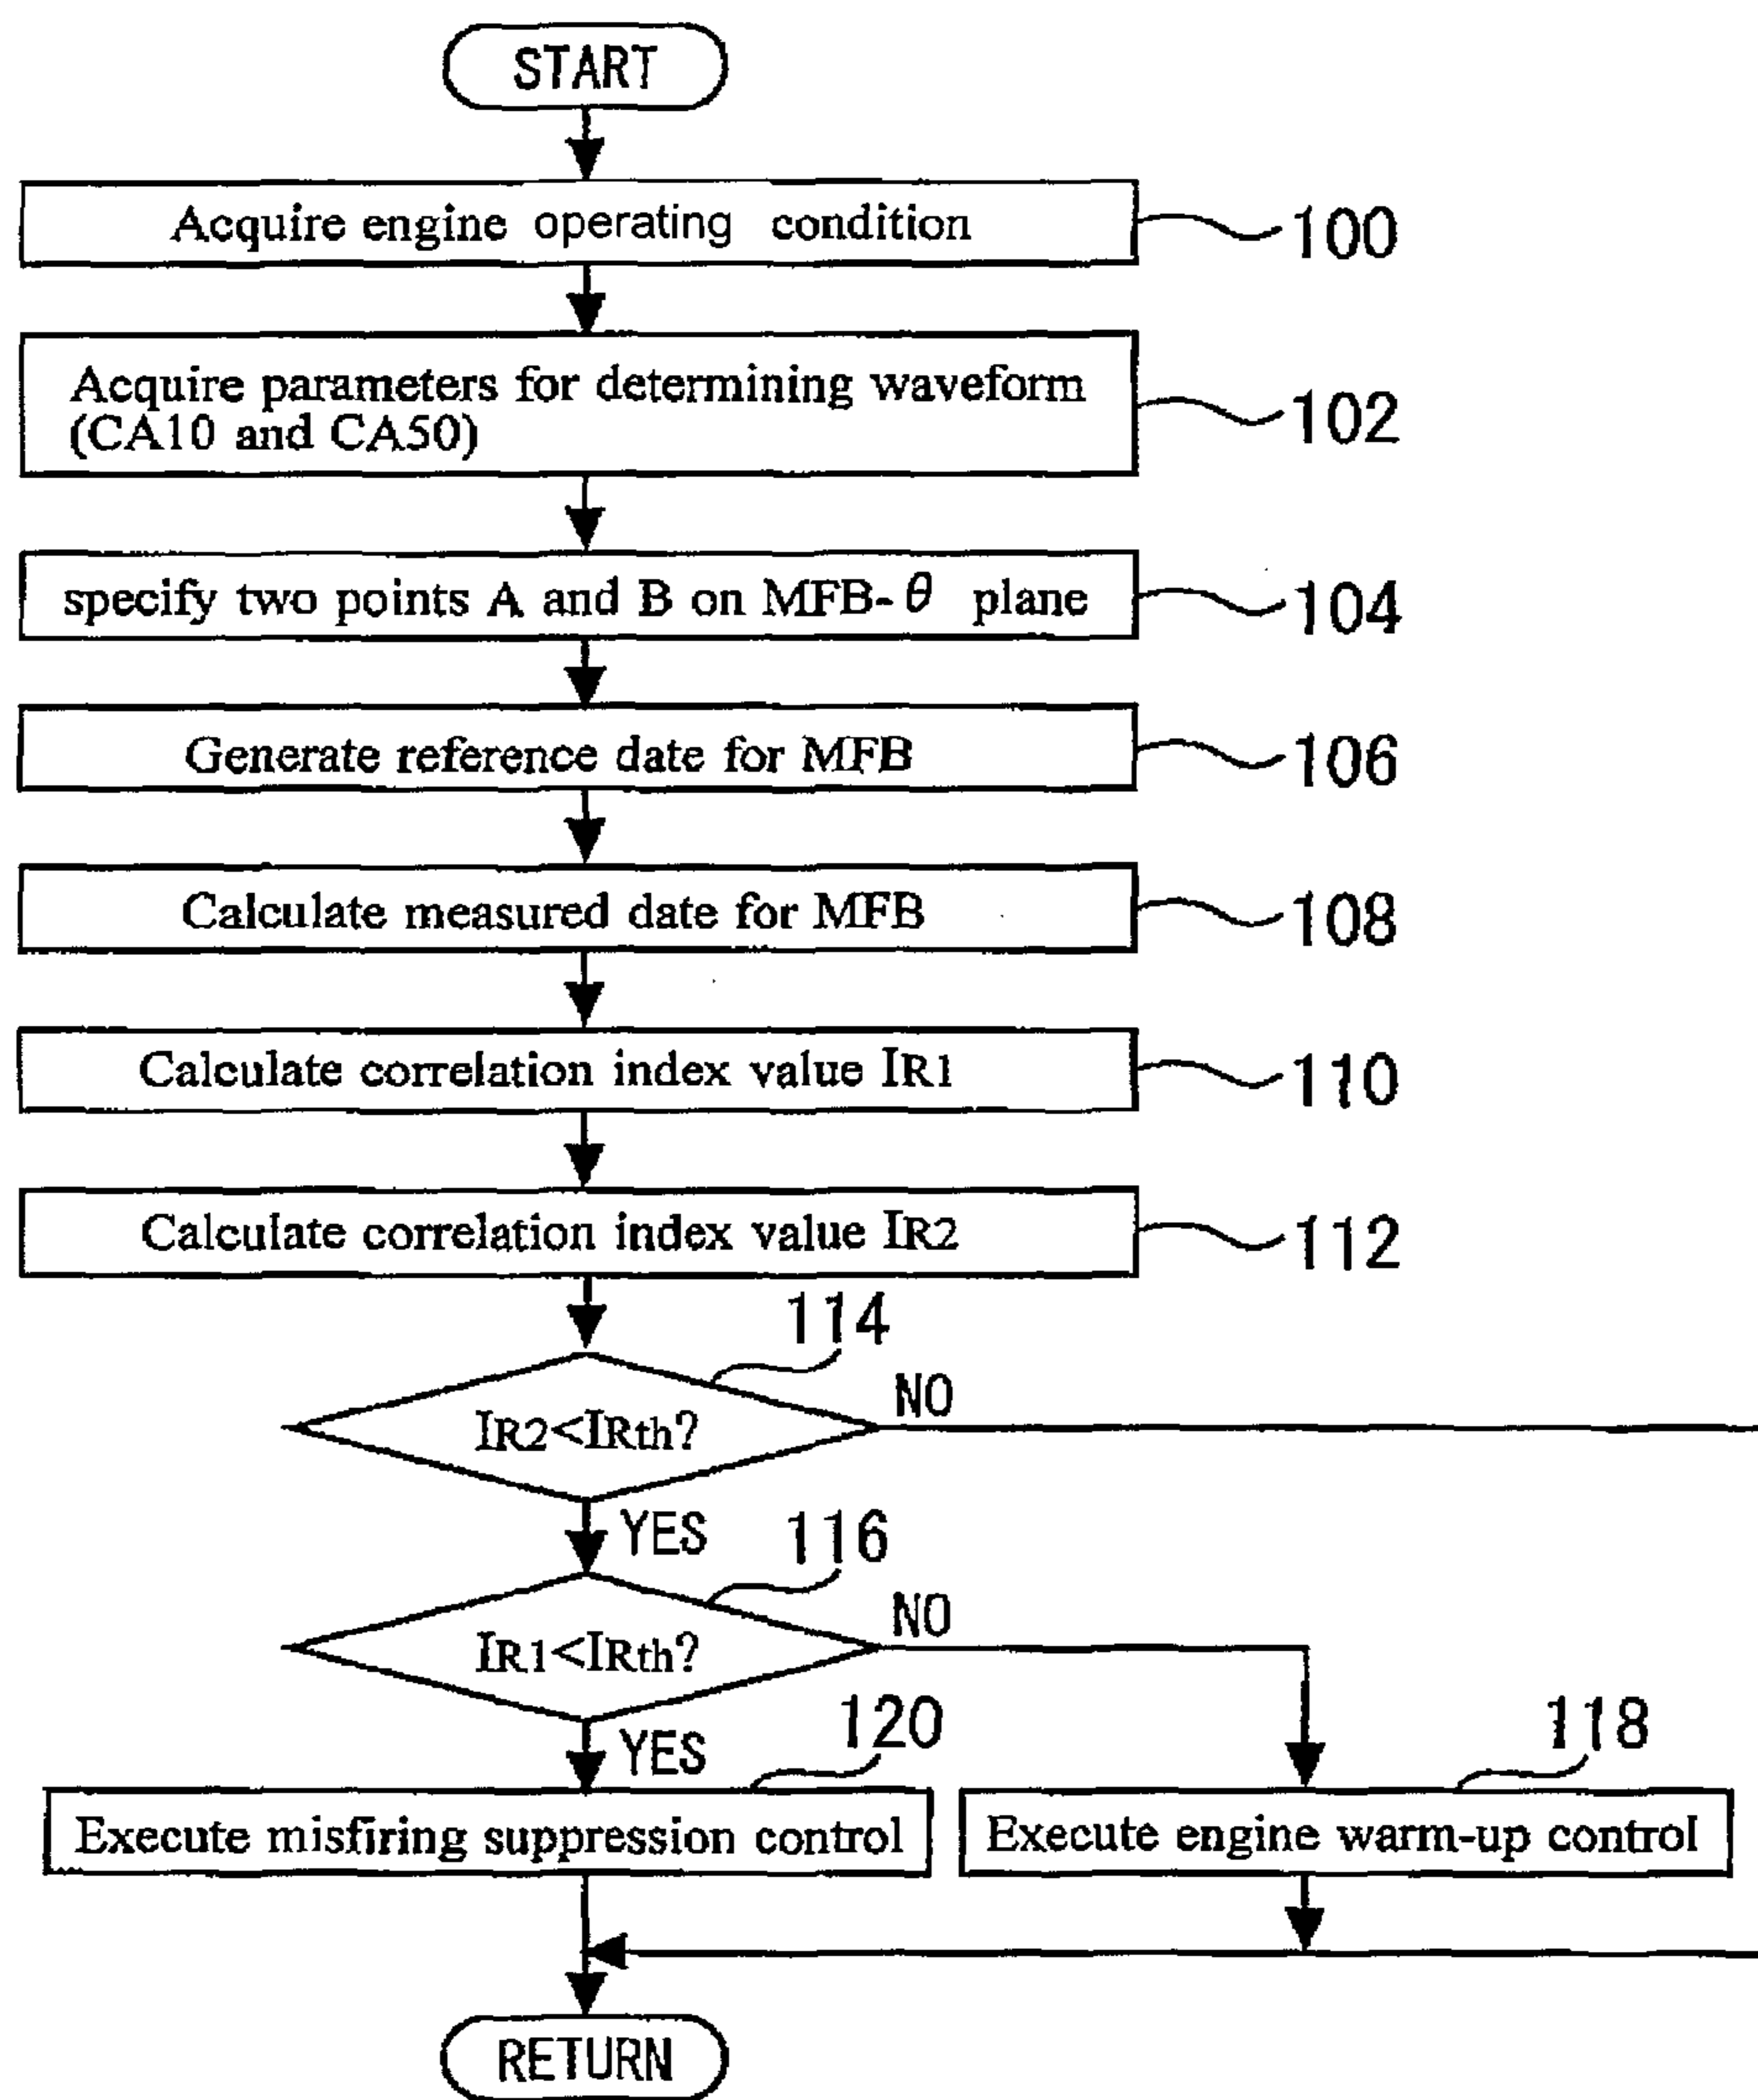 START
Acquire engine operating condition
100
Acquire parameters for determining waveform
(CA10 and CA50)
102
specify two points A and B on MFB-θ plane
104
Generate reference date for MFB
106
Calculate measured date for MFB
108
Calculate correlation index value IR1
110
Calculate correlation index value IR2
112
114
IR2<IRth?
NO
YES
116
IR1<IRth?
NO
YES
120
118
Execute misfiring suppression control
Execute engine warm-up control
RETURN